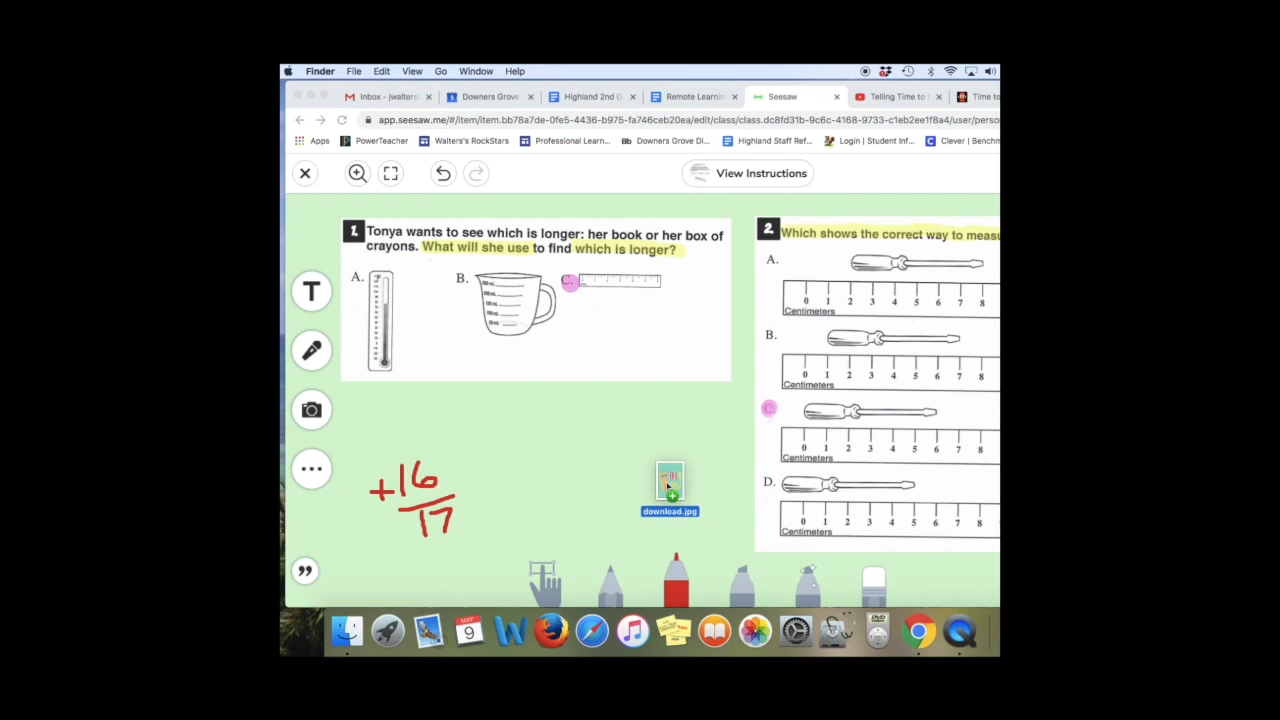 Finder File Edit View Go Window Help
Inbox - jwalters
Downers Grove
Highland 2nd G
Remote Learnin
Seesaw
Telling Time to t
Time to
app.seesaw.me/#/item/item.bb78a7de-0fe5-4436-b975-fa746ceb20ea/edit/class/class.dc8fd31b-9c6c-4168-9733-c1eb2ee1f8a4/user/perso
Apps PowerTeacher Walters's RockStars Professional Learn... Bb Downers Grove Di... Highland Staff Ref... Login | Student Inf... Clever | Benchm
View Instructions
1. Tonya wants to see which is longer: her book or her box of
crayons. What will she use to find which is longer?
A.
B.
C.
T
+16
17
download.jpg
2 Which shows the correct way to measu
A.
0 1 2 3 4 5 6 7 8
Centimeters
B.
0 1 2 3 4 5 6 7 8
Centimeters
C.
0 1 2 3 4 5 6 7 8
Centimeters
D.
0 1 2 3 4 5 6 7 8
Centimeters
MAY
9
DVD